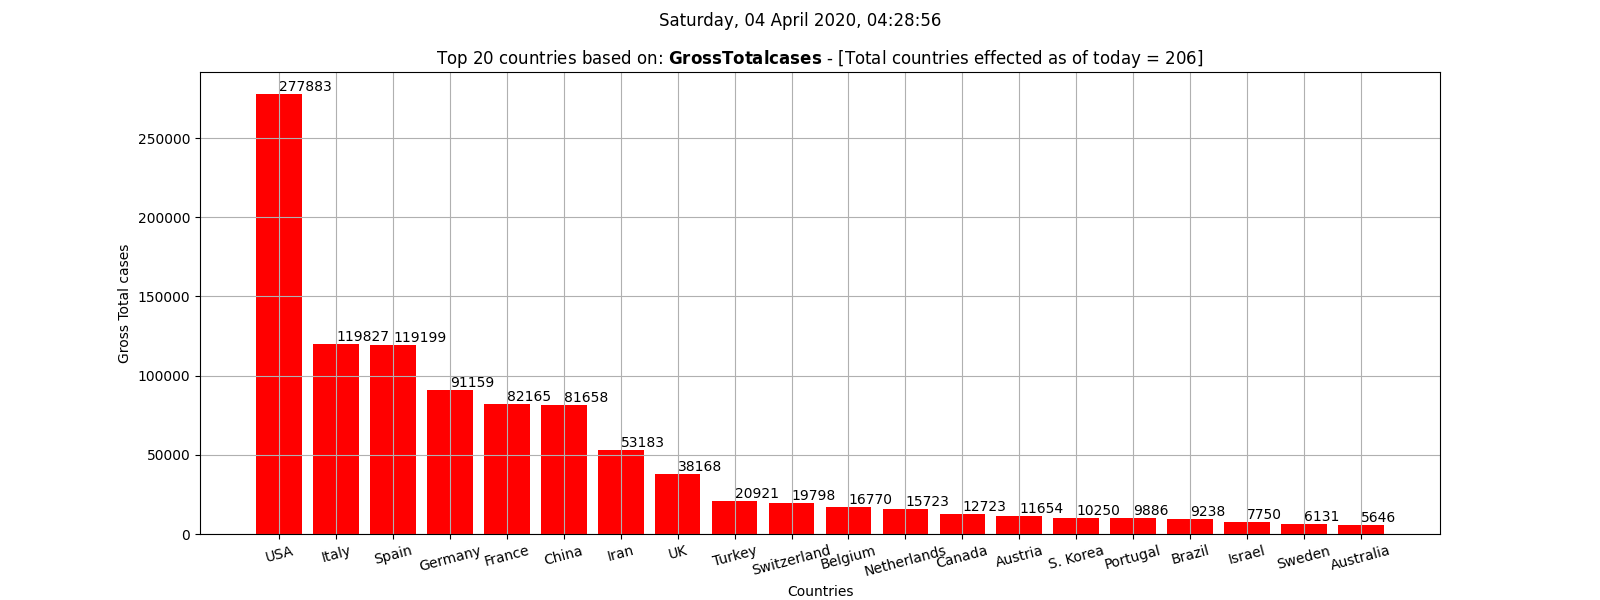 Saturday, 04 April 2020, 04:28:56
Top 20 countries based on: GrossTotalcases - [Total countries effected as of today = 206]
Gross Total cases
250000
200000
150000
100000
50000
0
277883
119827
119199
91159
82165
81658
53183
38168
20921
19798
16770
15723
12723
11654
10250
9886
9238
7750
6131
5646
USA
Italy
Spain
Germany
France
China
Iran
UK
Turkey
Switzerland
Belgium
Netherlands
Canada
Austria
S. Korea
Portugal
Brazil
Israel
Sweden
Australia
Countries